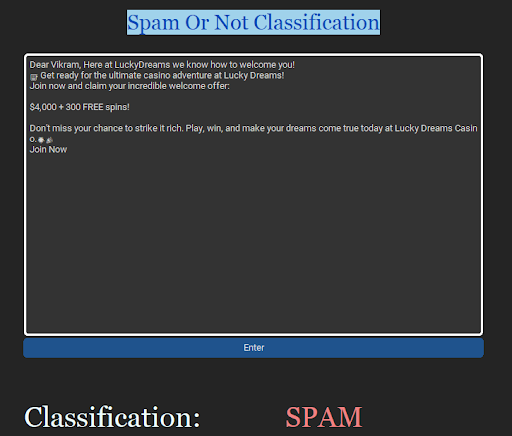 Spam Or Not Classification
Dear Vikram, Here at LuckyDreams we know how to welcome you!
🎰 Get ready for the ultimate casino adventure at Lucky Dreams!
Join now and claim your incredible welcome offer:
$4,000 + 300 FREE spins!
Don't miss your chance to strike it rich. Play, win, and make your dreams come true today at Lucky Dreams Casin
o.
Join Now
Enter
Classification: SPAM